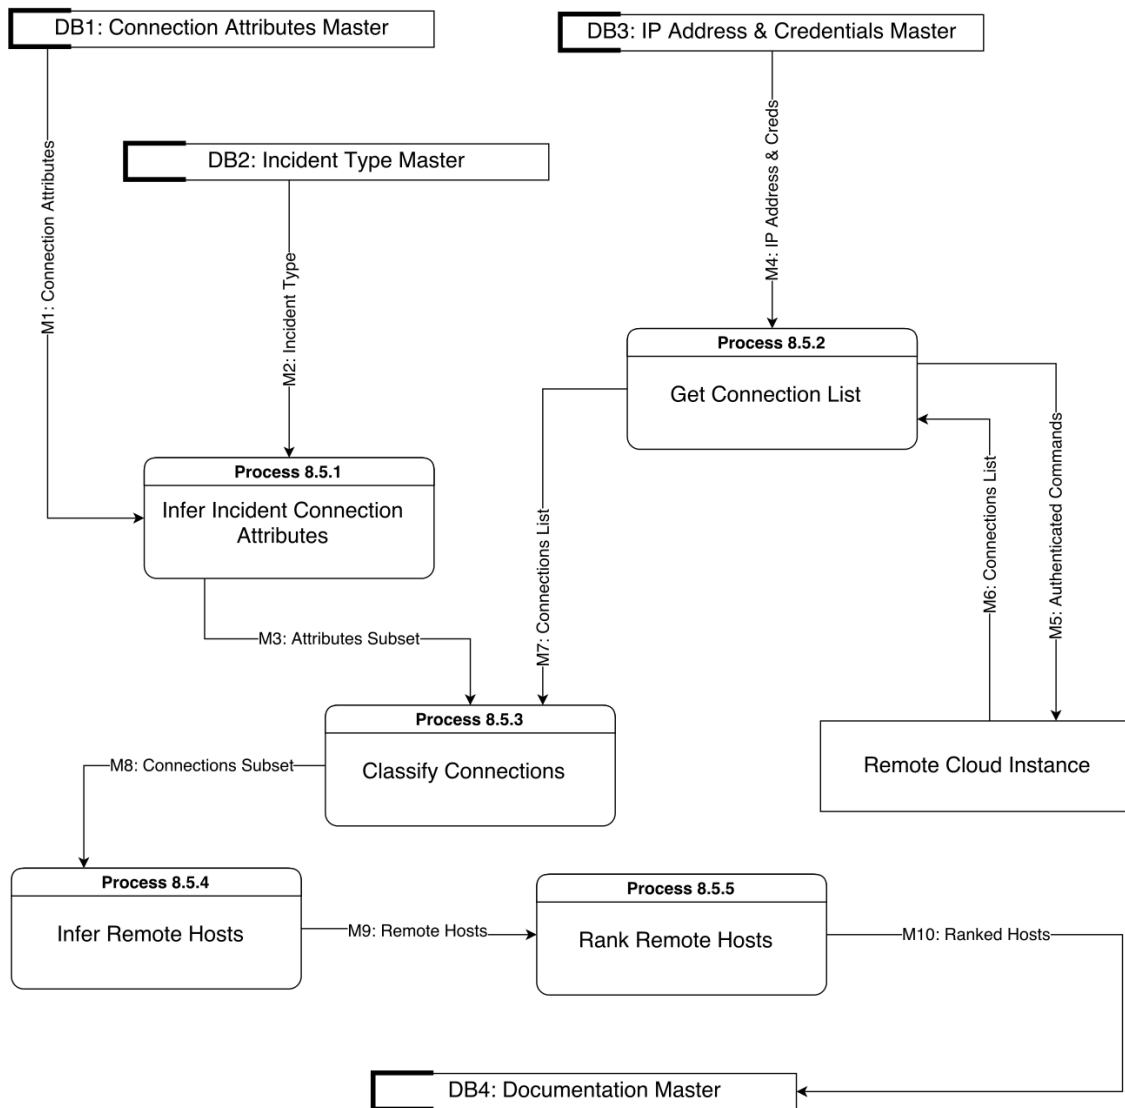 DB1: Connection Attributes Master
DB3: IP Address & Credentials Master
DB2: Incident Type Master
M1: Connection Attributes
M2: Incident Type
M4: IP Address & Creds
Process 8.5.2
Get Connection List
Process 8.5.1
Infer Incident Connection
Attributes
M7: Connections List
M6: Connections List
M5: Authenticated Commands
M3: Attributes Subset
Process 8.5.3
Classify Connections
Remote Cloud Instance
M8: Connections Subset
Process 8.5.4
Infer Remote Hosts
M9: Remote Hosts
Process 8.5.5
Rank Remote Hosts
M10: Ranked Hosts
DB4: Documentation Master